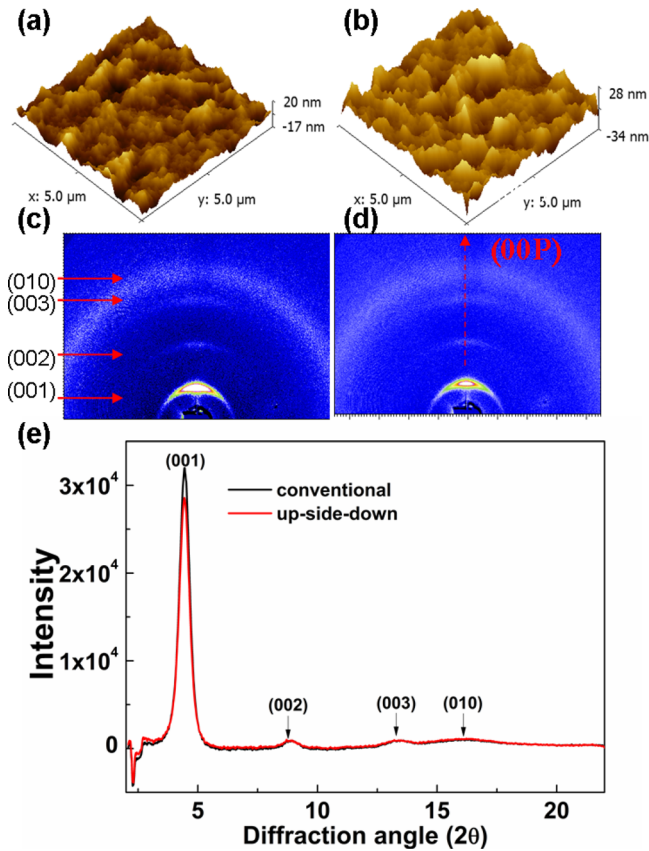 (a)
20 nm
-17 nm
x: 5.0 µm
y: 5.0 µm
(b)
28 nm
-34 nm
x: 5.0 µm
y: 5.0 µm
(c)
(010)
(003)
(002)
(001)
(d)
(00P)
(e)
(001)
conventional
up-side-down
(002)
(003)
(010)
3x10⁴
2x10⁴
1x10⁴
0
Intensity
5
10
15
20
Diffraction angle (2θ)